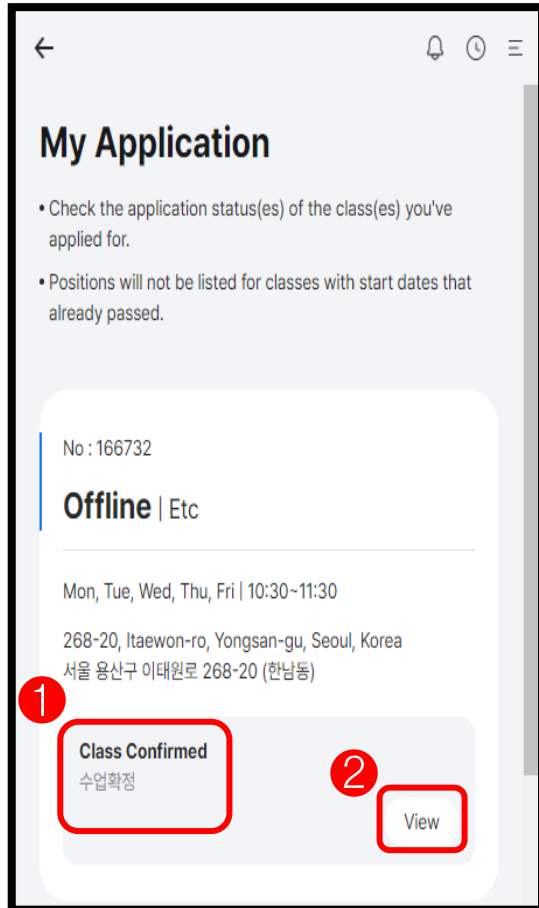 My Application
• Check the application status(es) of the class(es) you've
applied for.
• Positions will not be listed for classes with start dates that
already passed.
No : 166732
Offline | Etc
Mon, Tue, Wed, Thu, Fri | 10:30~11:30
268-20, Itaewon-ro, Yongsan-gu, Seoul, Korea
서울 용산구 이태원로 268-20 (한남동)
1
Class Confirmed
수업확정
2
View